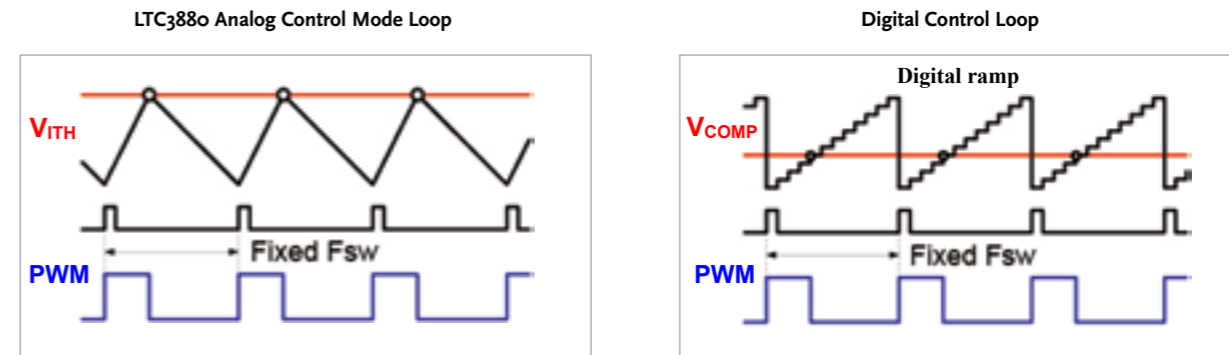 LTC3880 Analog Control Mode Loop
VITH
Fixed Fsw
PWM
Digital Control Loop
Digital ramp
VCOMP
Fixed Fsw
PWM